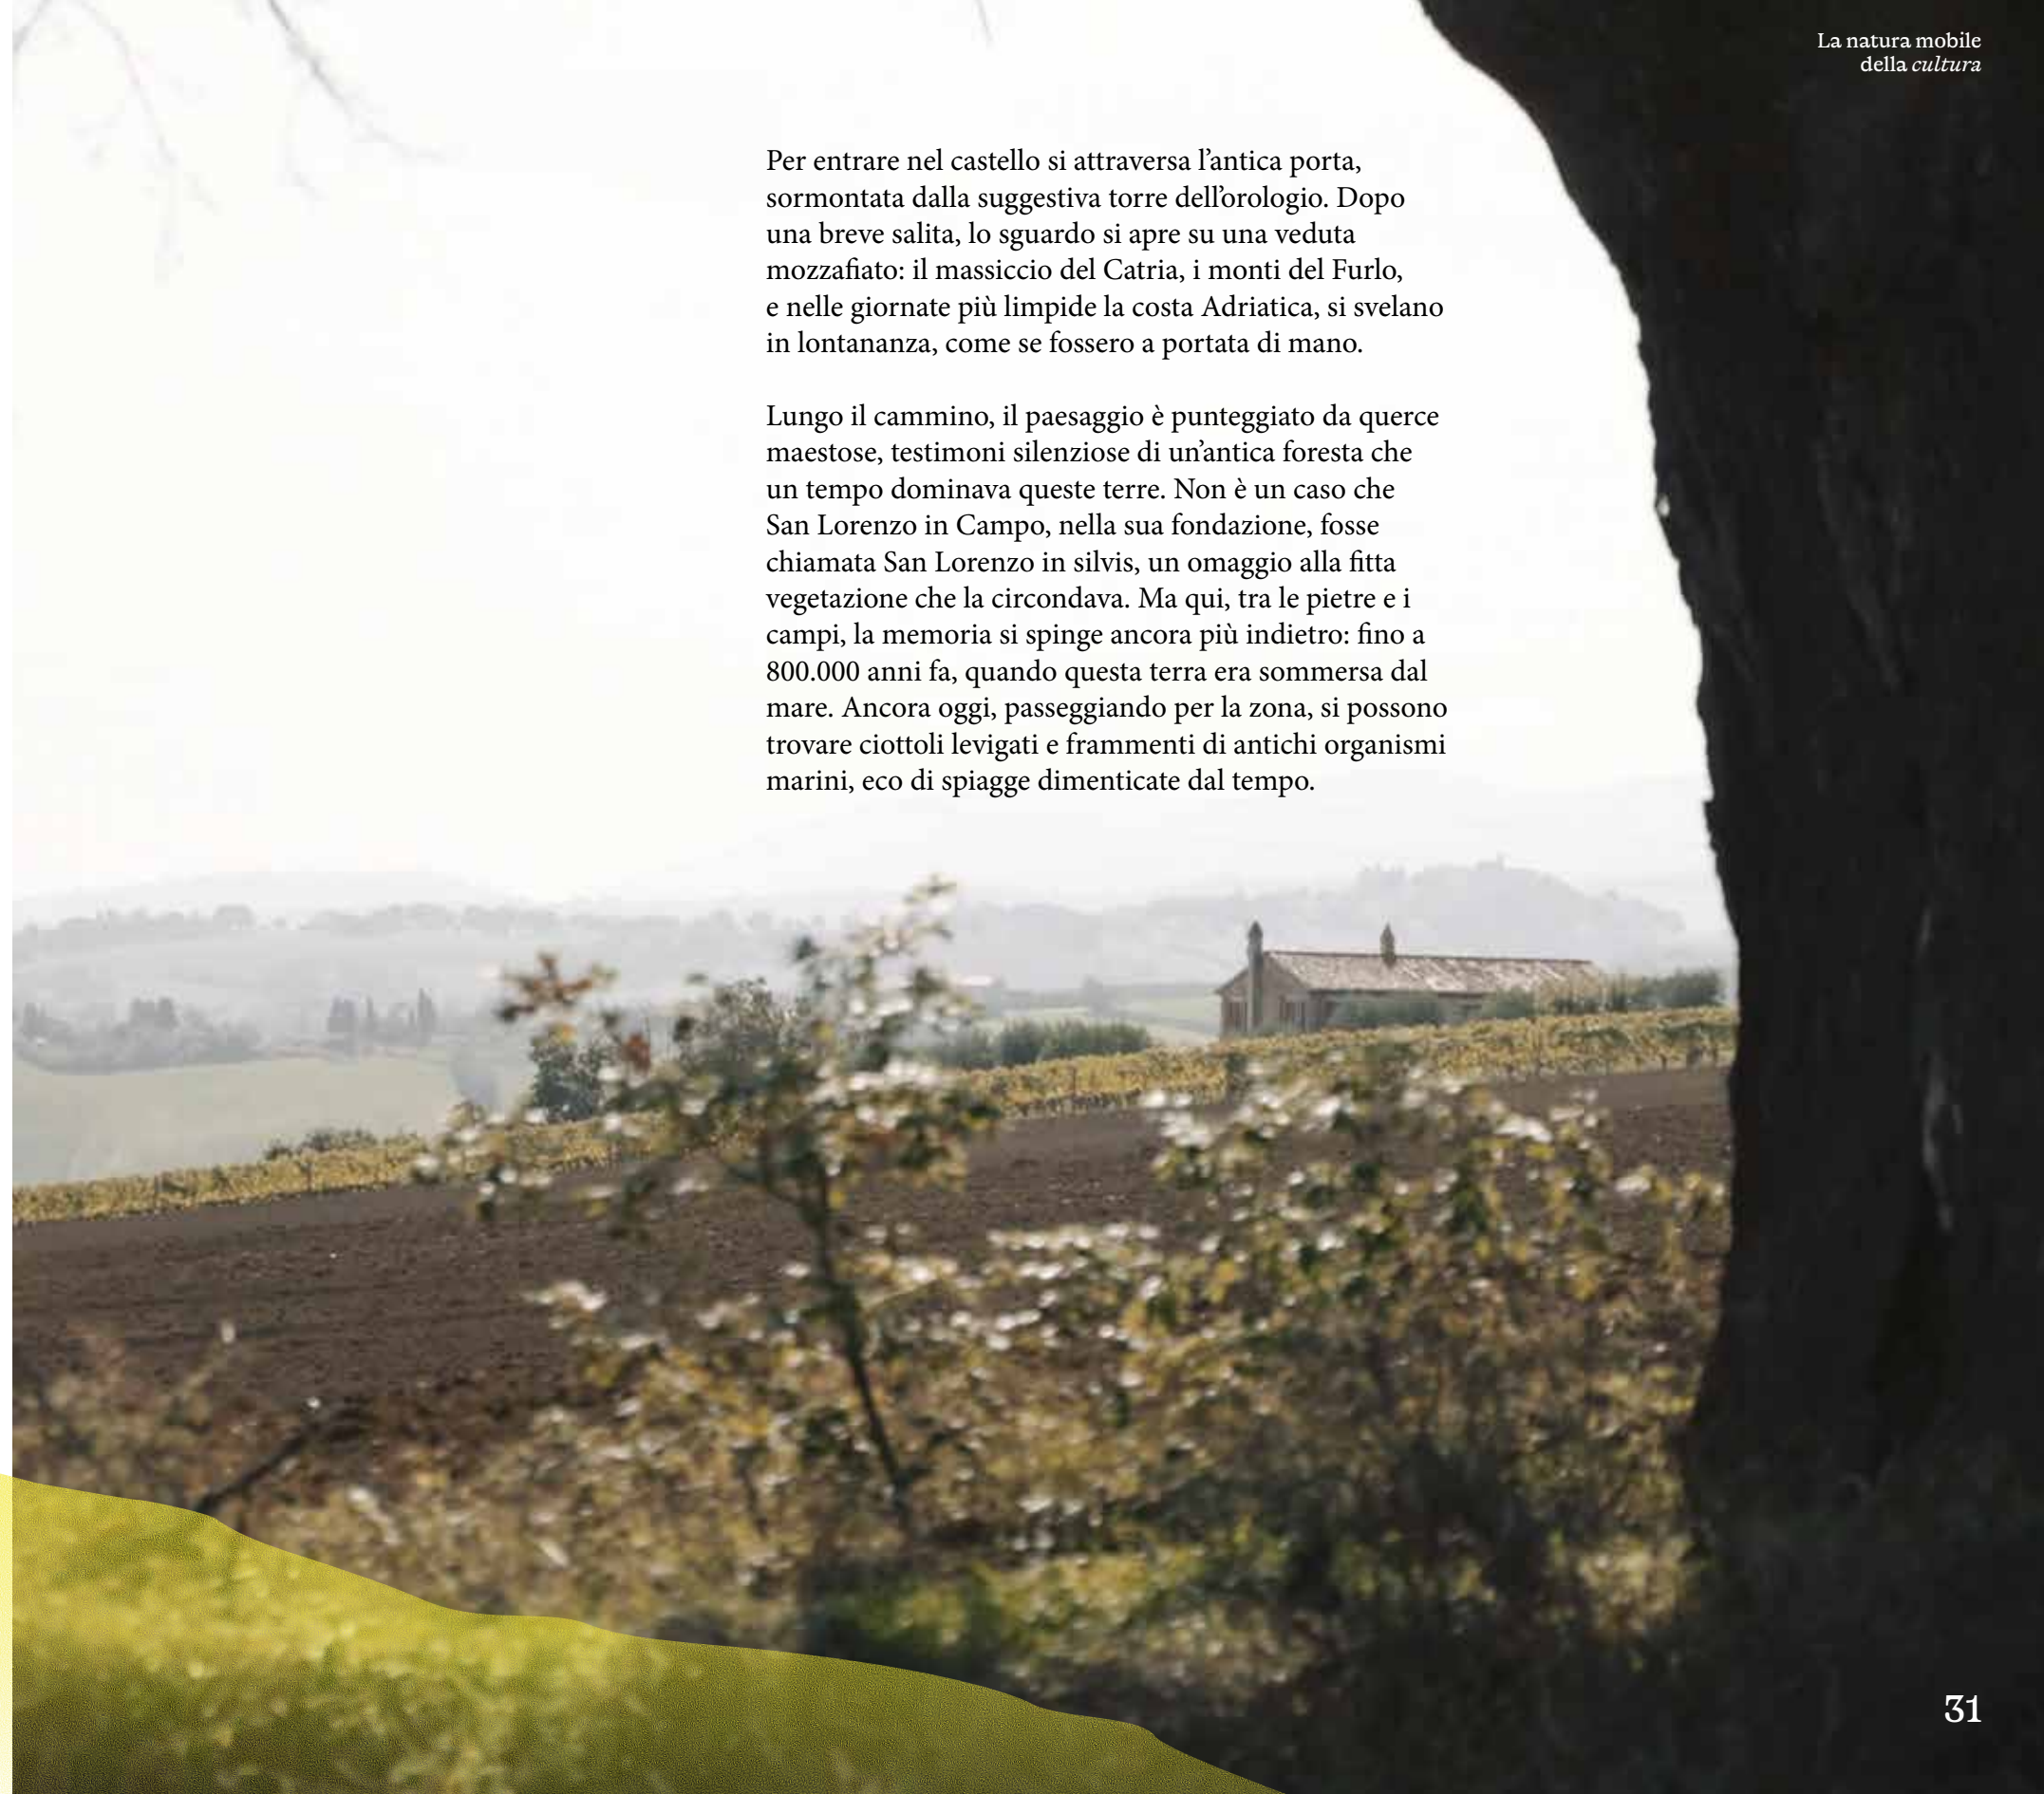 La natura mobile
della cultura
Per entrare nel castello si attraversa l’antica porta,
sormontata dalla suggestiva torre dell’orologio. Dopo
una breve salita, lo sguardo si apre su una veduta
mozzafiato: il massiccio del Catria, i monti del Furlo,
e nelle giornate più limpide la costa Adriatica, si svelano
in lontananza, come se fossero a portata di mano.
Lungo il cammino, il paesaggio è punteggiato da querce
maestose, testimoni silenziose di un’antica foresta che
un tempo dominava queste terre. Non è un caso che
San Lorenzo in Campo, nella sua fondazione, fosse
chiamata San Lorenzo in silvis, un omaggio alla fitta
vegetazione che la circondava. Ma qui, tra le pietre e i
campi, la memoria si spinge ancora più indietro: fino a
800.000 anni fa, quando questa terra era sommersa dal
mare. Ancora oggi, passeggiando per la zona, si possono
trovare ciottoli levigati e frammenti di antichi organismi
marini, eco di spiagge dimenticate dal tempo.
31